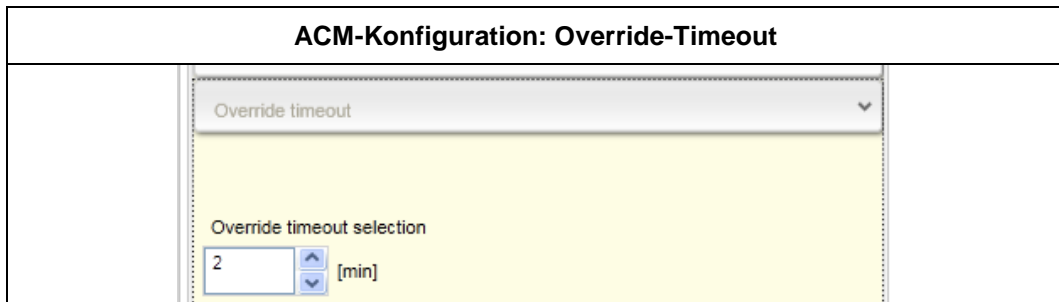 ACM-Konfiguration: Override-Timeout
Override timeout
Override timeout selection
2 [min]